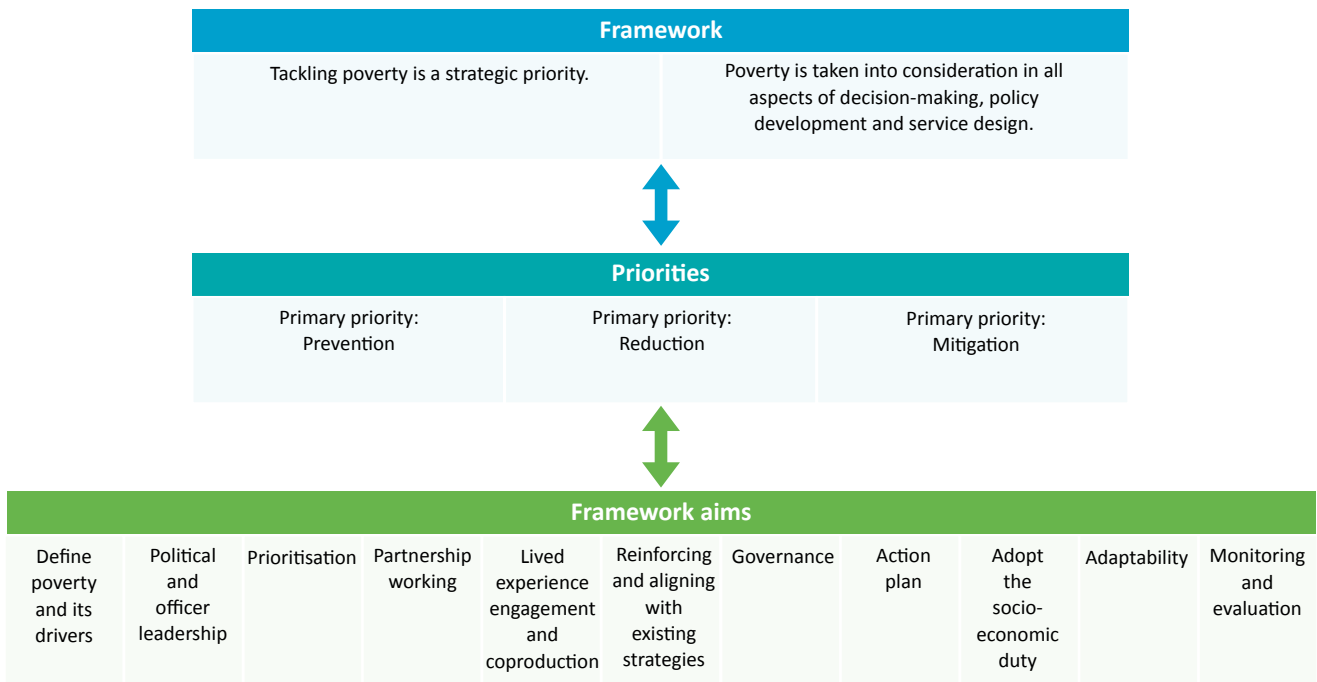 Framework
Tackling poverty is a strategic priority.
Poverty is taken into consideration in all
aspects of decision-making, policy
development and service design.
Priorities
Primary priority:
Prevention
Primary priority:
Reduction
Primary priority:
Mitigation
Framework aims
Define
poverty
and its
drivers
Political
and
officer
leadership
Prioritisation
Partnership
working
Lived
experience
engagement
and
coproduction
Reinforcing
and aligning
with
existing
strategies
Governance
Action
plan
Adopt
the
socio-
economic
duty
Adaptability
Monitoring
and
evaluation